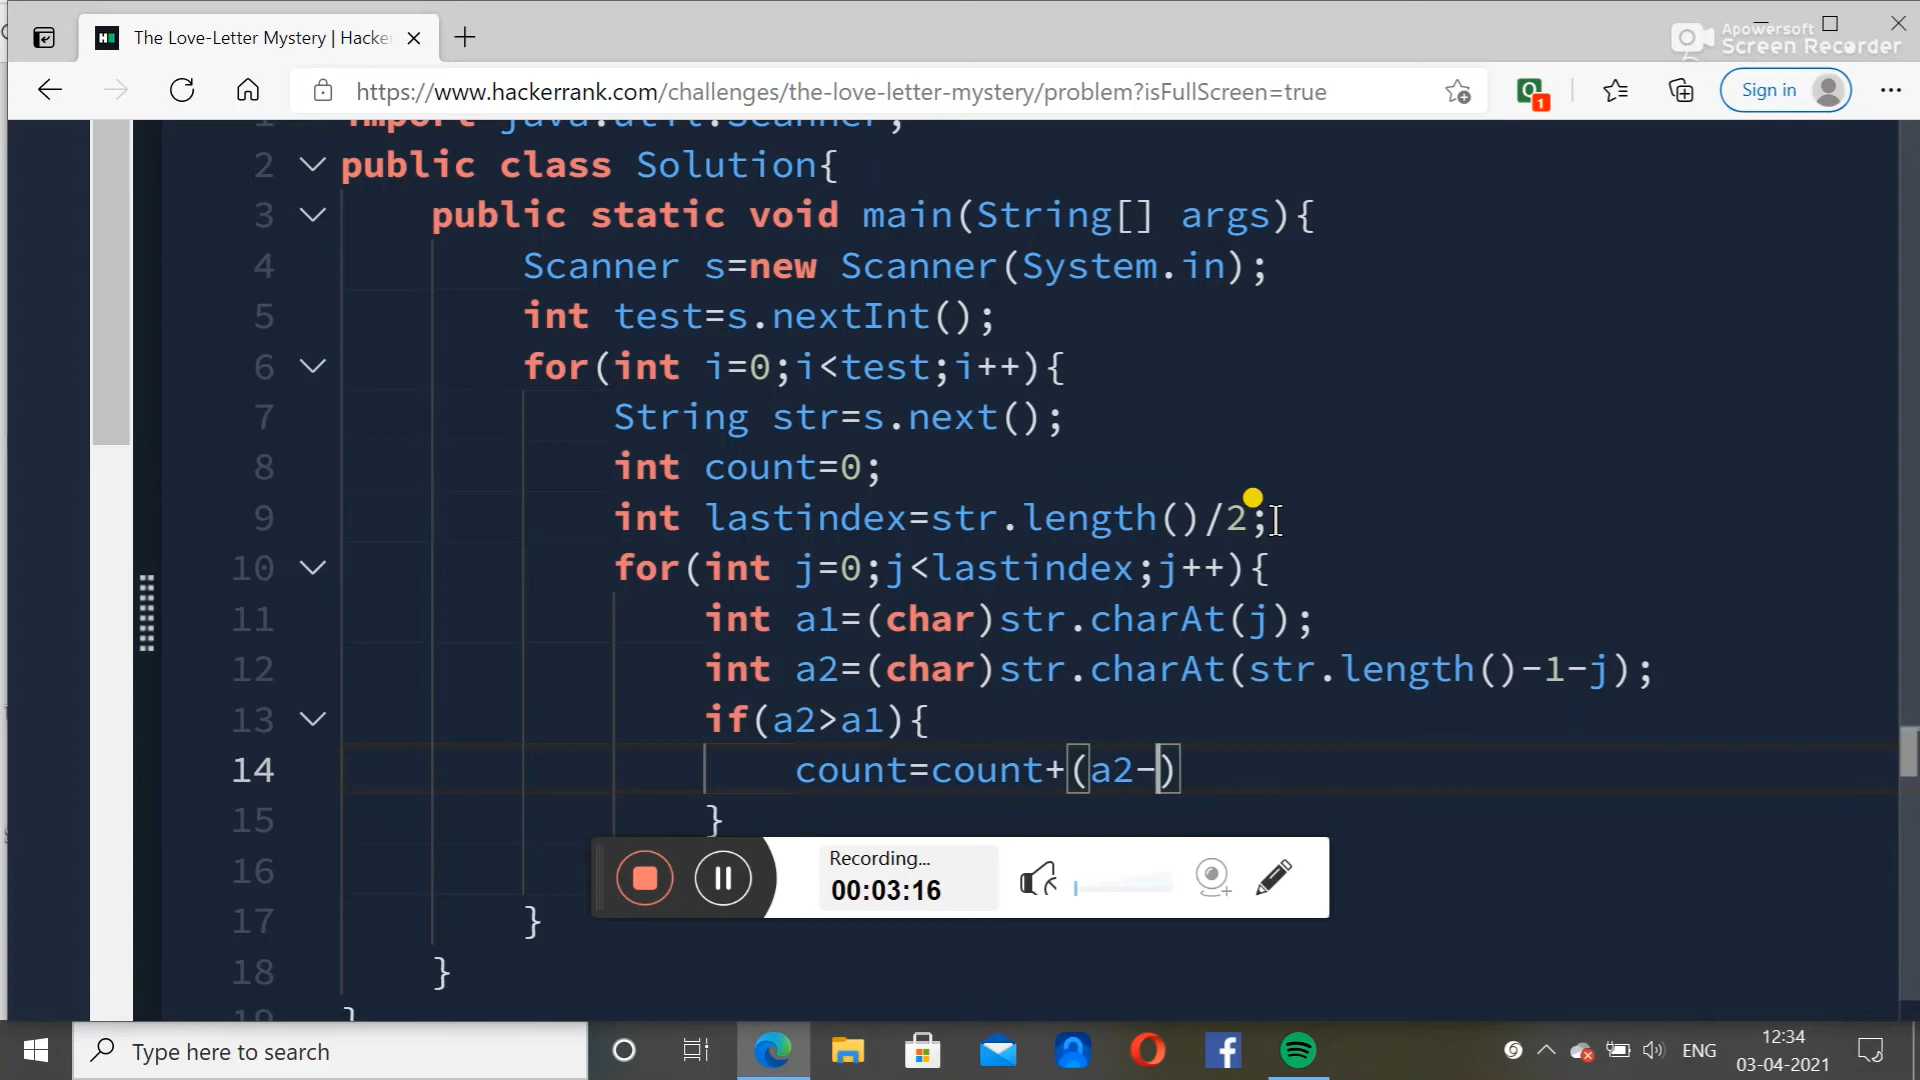 The Love-Letter Mystery | Hacker
Apowersoft
Screen Recorder
https://www.hackerrank.com/challenges/the-love-letter-mystery/problem?isFullScreen=true
1
Sign in
1 import java.util.Scanner;
2 public class Solution{
3 public static void main(String[] args){
4 Scanner s=new Scanner(System.in);
5 int test=s.nextInt();
6 for(int i=0;i<test;i++){
7 String str=s.next();
8 int count=0;
9 int lastindex=str.length()/2;
10 for(int j=0;j<lastindex;j++){
11 int a1=(char)str.charAt(j);
12 int a2=(char)str.charAt(str.length()-1-j);
13 if(a2>a1){
14 count=count+(a2-)
15 }
16
17 }
18 }
19 }
Recording...
00:03:16
Type here to search
ENG
12:34
03-04-2021